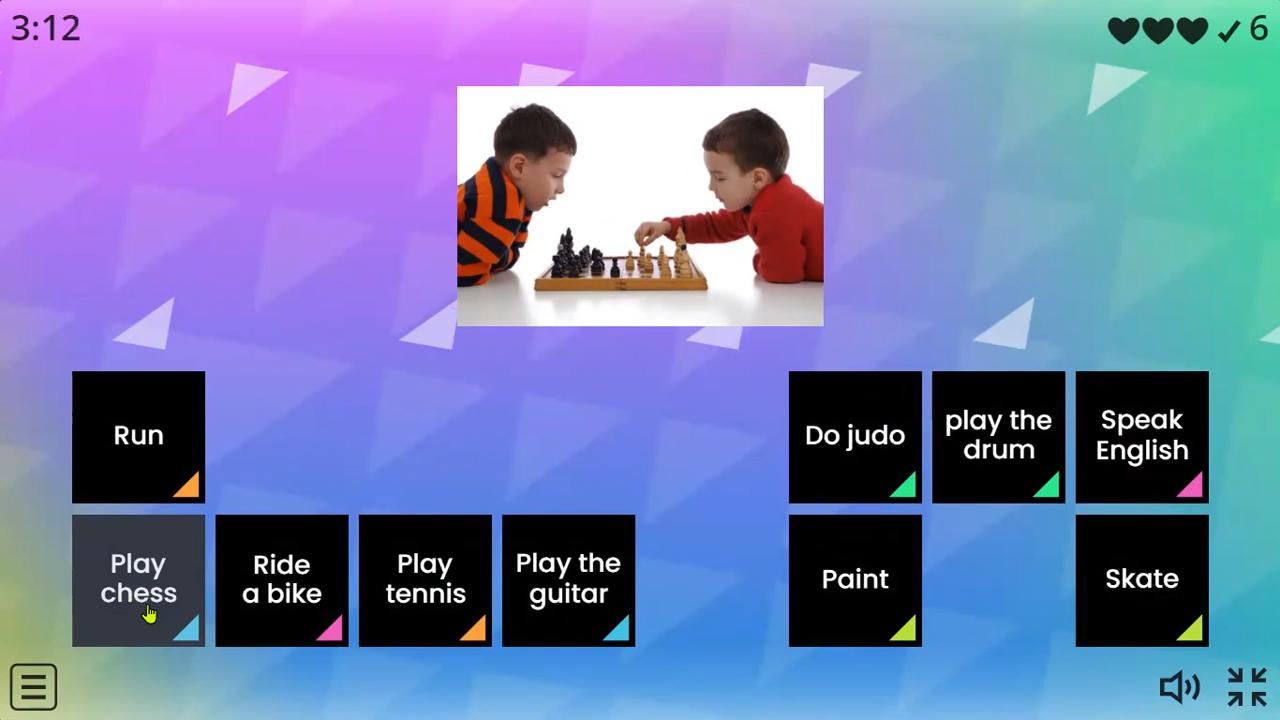 3:12
6
Run
Do judo
play the
drum
Speak
English
Play
chess
Ride
a bike
Play
tennis
Play the
guitar
Paint
Skate